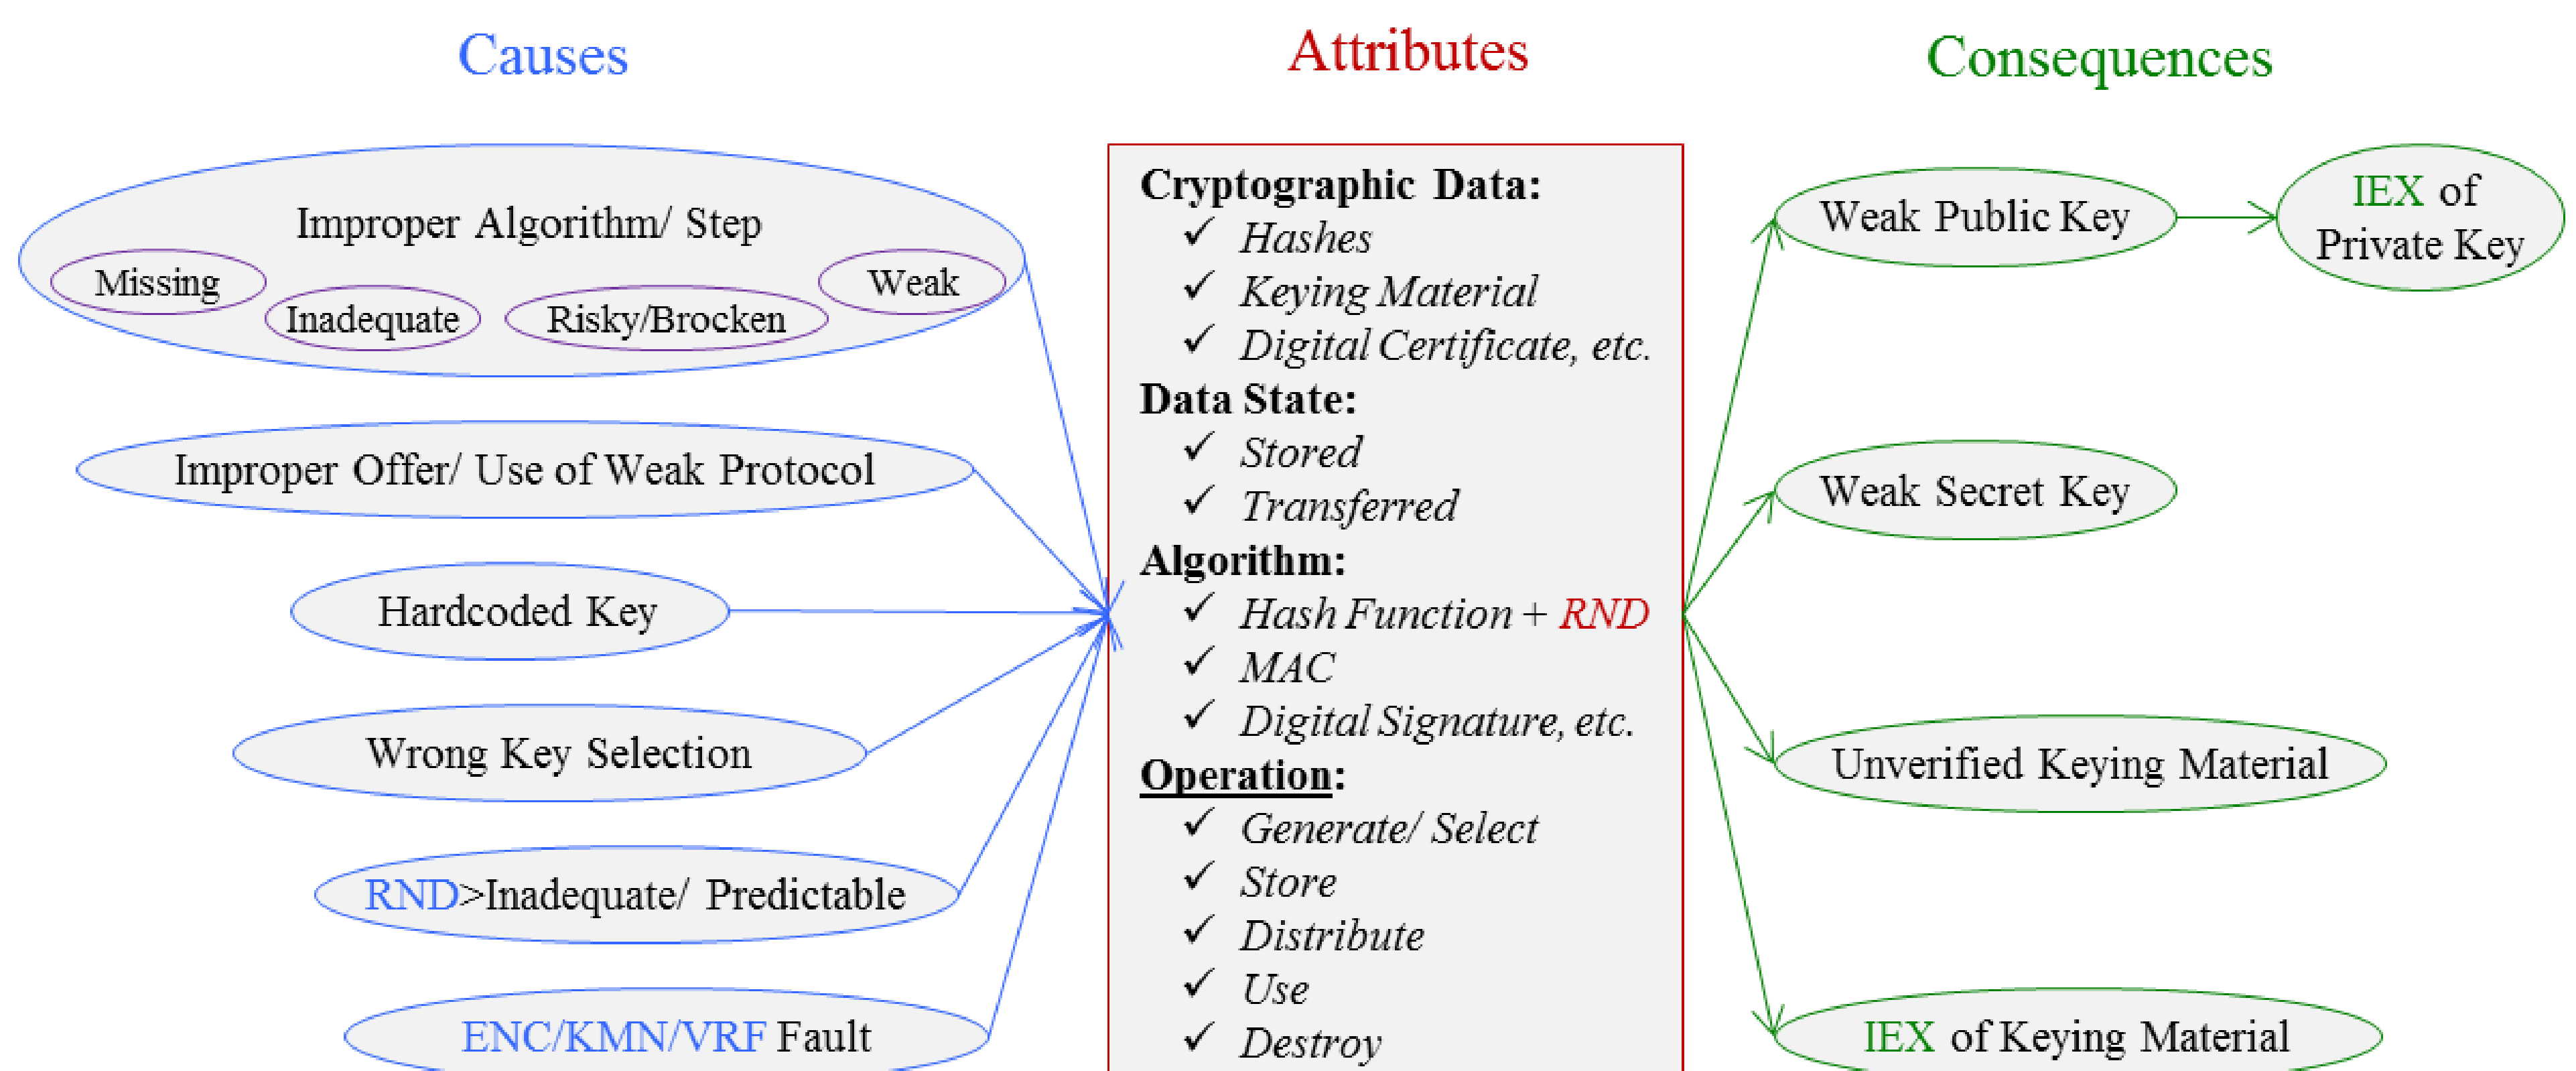 Causes
Improper Algorithm/ Step
Missing
Inadequate
Risky/Brocken
Weak
Improper Offer/ Use of Weak Protocol
Hardcoded Key
Wrong Key Selection
RND>Inadequate/ Predictable
ENC/KMN/VRF Fault
Attributes
Cryptographic Data:
✓ Hashes
✓ Keying Material
✓ Digital Certificate, etc.
Data State:
✓ Stored
✓ Transferred
Algorithm:
✓ Hash Function + RND
✓ MAC
✓ Digital Signature, etc.
Operation:
✓ Generate/ Select
✓ Store
✓ Distribute
✓ Use
✓ Destroy
Consequences
Weak Public Key
IEX of
Private Key
Weak Secret Key
Unverified Keying Material
IEX of Keying Material